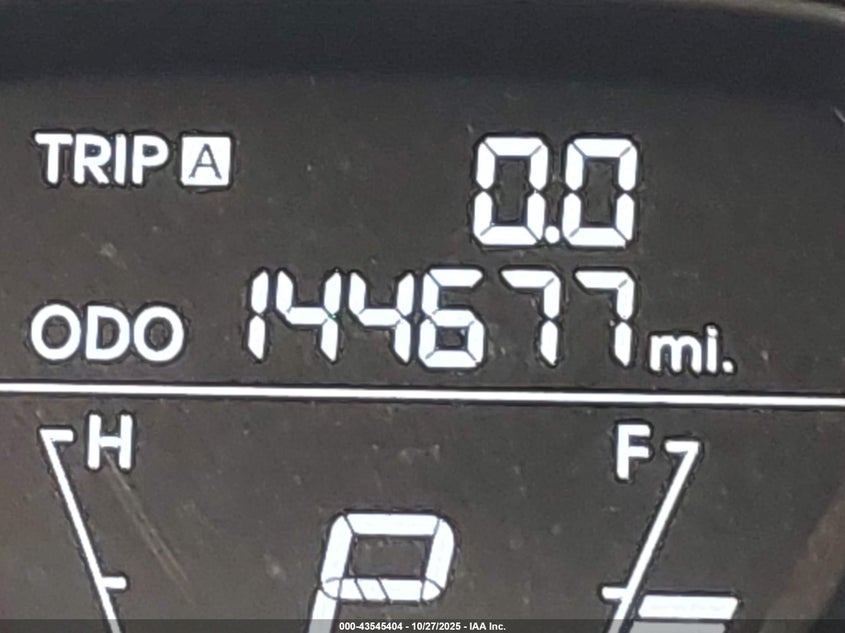 TRIP A 0.0
ODO 144677 mi.
H F
P
000-43545404 - 10/27/2025 - IAA Inc.